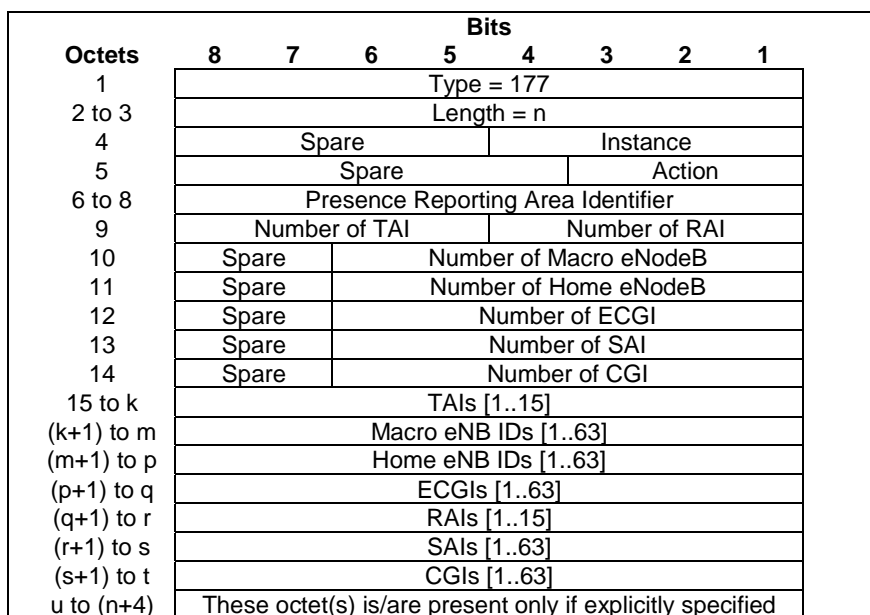 Bits
Octets 8 7 6 5 4 3 2 1
1 Type = 177
2 to 3 Length = n
4 Spare Instance
5 Spare Action
6 to 8 Presence Reporting Area Identifier
9 Number of TAI Number of RAI
10 Spare Number of Macro eNodeB
11 Spare Number of Home eNodeB
12 Spare Number of ECGI
13 Spare Number of SAI
14 Spare Number of CGI
15 to k TAIs [1..15]
(k+1) to m Macro eNB IDs [1..63]
(m+1) to p Home eNB IDs [1..63]
(p+1) to q ECGIs [1..63]
(q+1) to r RAIs [1..15]
(r+1) to s SAIs [1..63]
(s+1) to t CGIs [1..63]
u to (n+4) These octet(s) is/are present only if explicitly specified